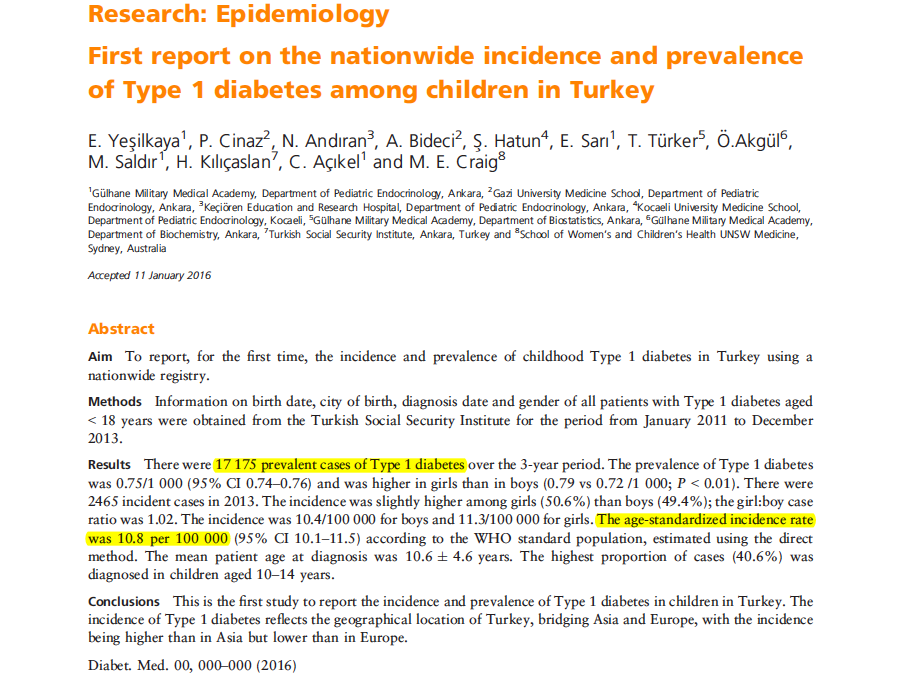 Research: Epidemiology
First report on the nationwide incidence and prevalence
of Type 1 diabetes among children in Turkey
E. Yeşilkaya1, P. Cinaz2, N. Andıran3, A. Bideci2, Ş. Hatun4, E. Sarı1, T. Türker5, Ö.Akgül6,
M. Saldır1, H. Kılıçaslan7, C. Açıkel1 and M. E. Craig8
1Gülhane Military Medical Academy, Department of Pediatric Endocrinology, Ankara, 2Gazi University Medicine School, Department of Pediatric
Endocrinology, Ankara, 3Keçiören Education and Research Hospital, Department of Pediatric Endocrinology, Ankara, 4Kocaeli University Medicine School,
Department of Pediatric Endocrinology, Kocaeli, 5Gülhane Military Medical Academy, Department of Biostatistics, Ankara, 6Gülhane Military Medical Academy,
Department of Biochemistry, Ankara, 7Turkish Social Security Institute, Ankara, Turkey and 8School of Women's and Children's Health UNSW Medicine,
Sydney, Australia
Accepted 11 January 2016
Abstract
Aim To report, for the first time, the incidence and prevalence of childhood Type 1 diabetes in Turkey using a
nationwide registry.
Methods Information on birth date, city of birth, diagnosis date and gender of all patients with Type 1 diabetes aged
< 18 years were obtained from the Turkish Social Security Institute for the period from January 2011 to December
2013.
Results There were 17 175 prevalent cases of Type 1 diabetes over the 3-year period. The prevalence of Type 1 diabetes
was 0.75/1 000 (95% CI 0.74–0.76) and was higher in girls than in boys (0.79 vs 0.72 /1 000; P < 0.01). There were
2465 incident cases in 2013. The incidence was slightly higher among girls (50.6%) than boys (49.4%); the girl:boy case
ratio was 1.02. The incidence was 10.4/100 000 for boys and 11.3/100 000 for girls. The age-standardized incidence rate
was 10.8 per 100 000 (95% CI 10.1–11.5) according to the WHO standard population, estimated using the direct
method. The mean patient age at diagnosis was 10.6 ± 4.6 years. The highest proportion of cases (40.6%) was
diagnosed in children aged 10–14 years.
Conclusions This is the first study to report the incidence and prevalence of Type 1 diabetes in children in Turkey. The
incidence of Type 1 diabetes reflects the geographical location of Turkey, bridging Asia and Europe, with the incidence
being higher than in Asia but lower than in Europe.
Diabet. Med. 00, 000–000 (2016)